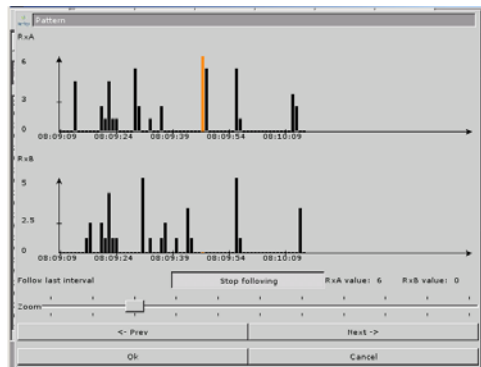 Pattern
RxA
6
3
0
08:09:09 08:09:24 08:09:39 08:09:54 08:10:09
RxB
5
2.5
0
08:09:09 08:09:24 08:09:39 08:09:54 08:10:09
Follow last interval Stop following RxA value: 6 RxB value: 0
Zoom
<- Prev Next ->
Ok Cancel